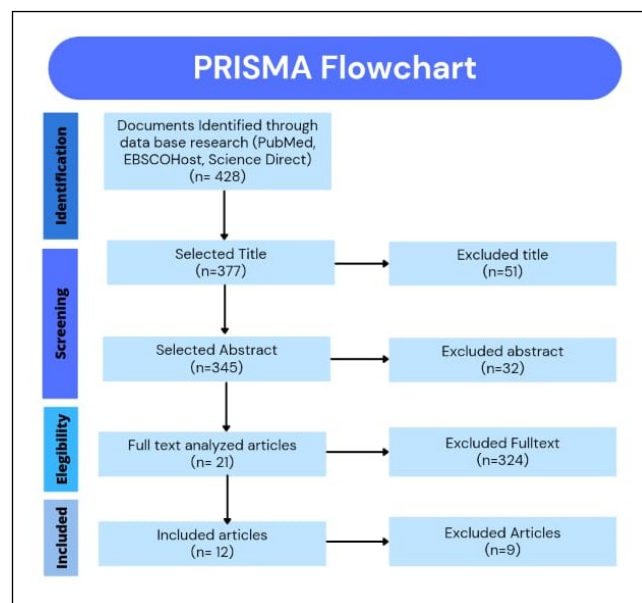 PRISMA Flowchart
Identification
Documents Identified through
data base research (PubMed,
EBSCOHost, Science Direct)
(n= 428)
Screening
Selected Title
(n=377)
Excluded title
(n=51)
Selected Abstract
(n=345)
Excluded abstract
(n=32)
Elegibility
Full text analyzed articles
(n= 21)
Excluded Fulltext
(n=324)
Included
Included articles
(n= 12)
Excluded Articles
(n=9)